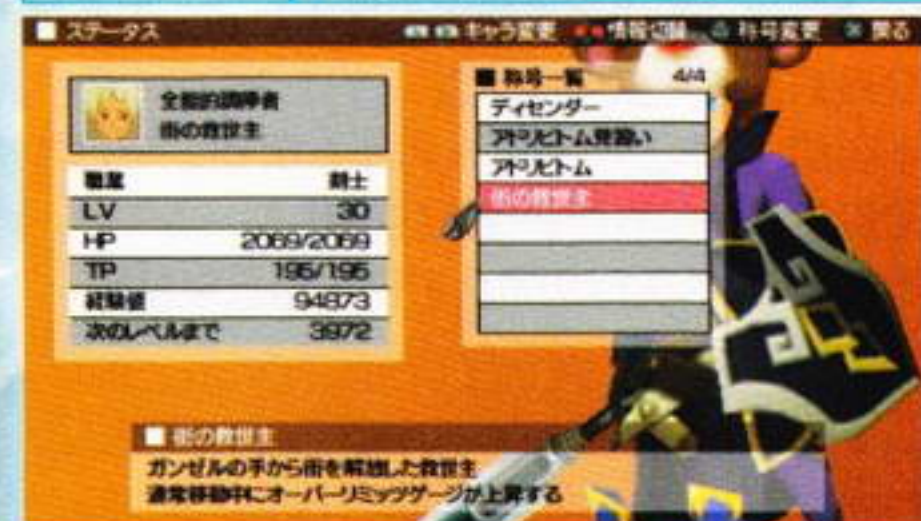 ステータス
キャラ変更 情報切替 称号変更 戻る
全能的調停者
街の救世主
職業 剣士
LV 30
HP 2069/2069
TP 195/195
経験値 94873
次のレベルまで 3972
称号一覧 4/4
ディセンダー
アドリビトム見習い
アドリビトム
街の救世主
街の救世主
ガンゼルの手から街を解放した救世主
通常移動中にオーバーリミッツゲージが上昇する